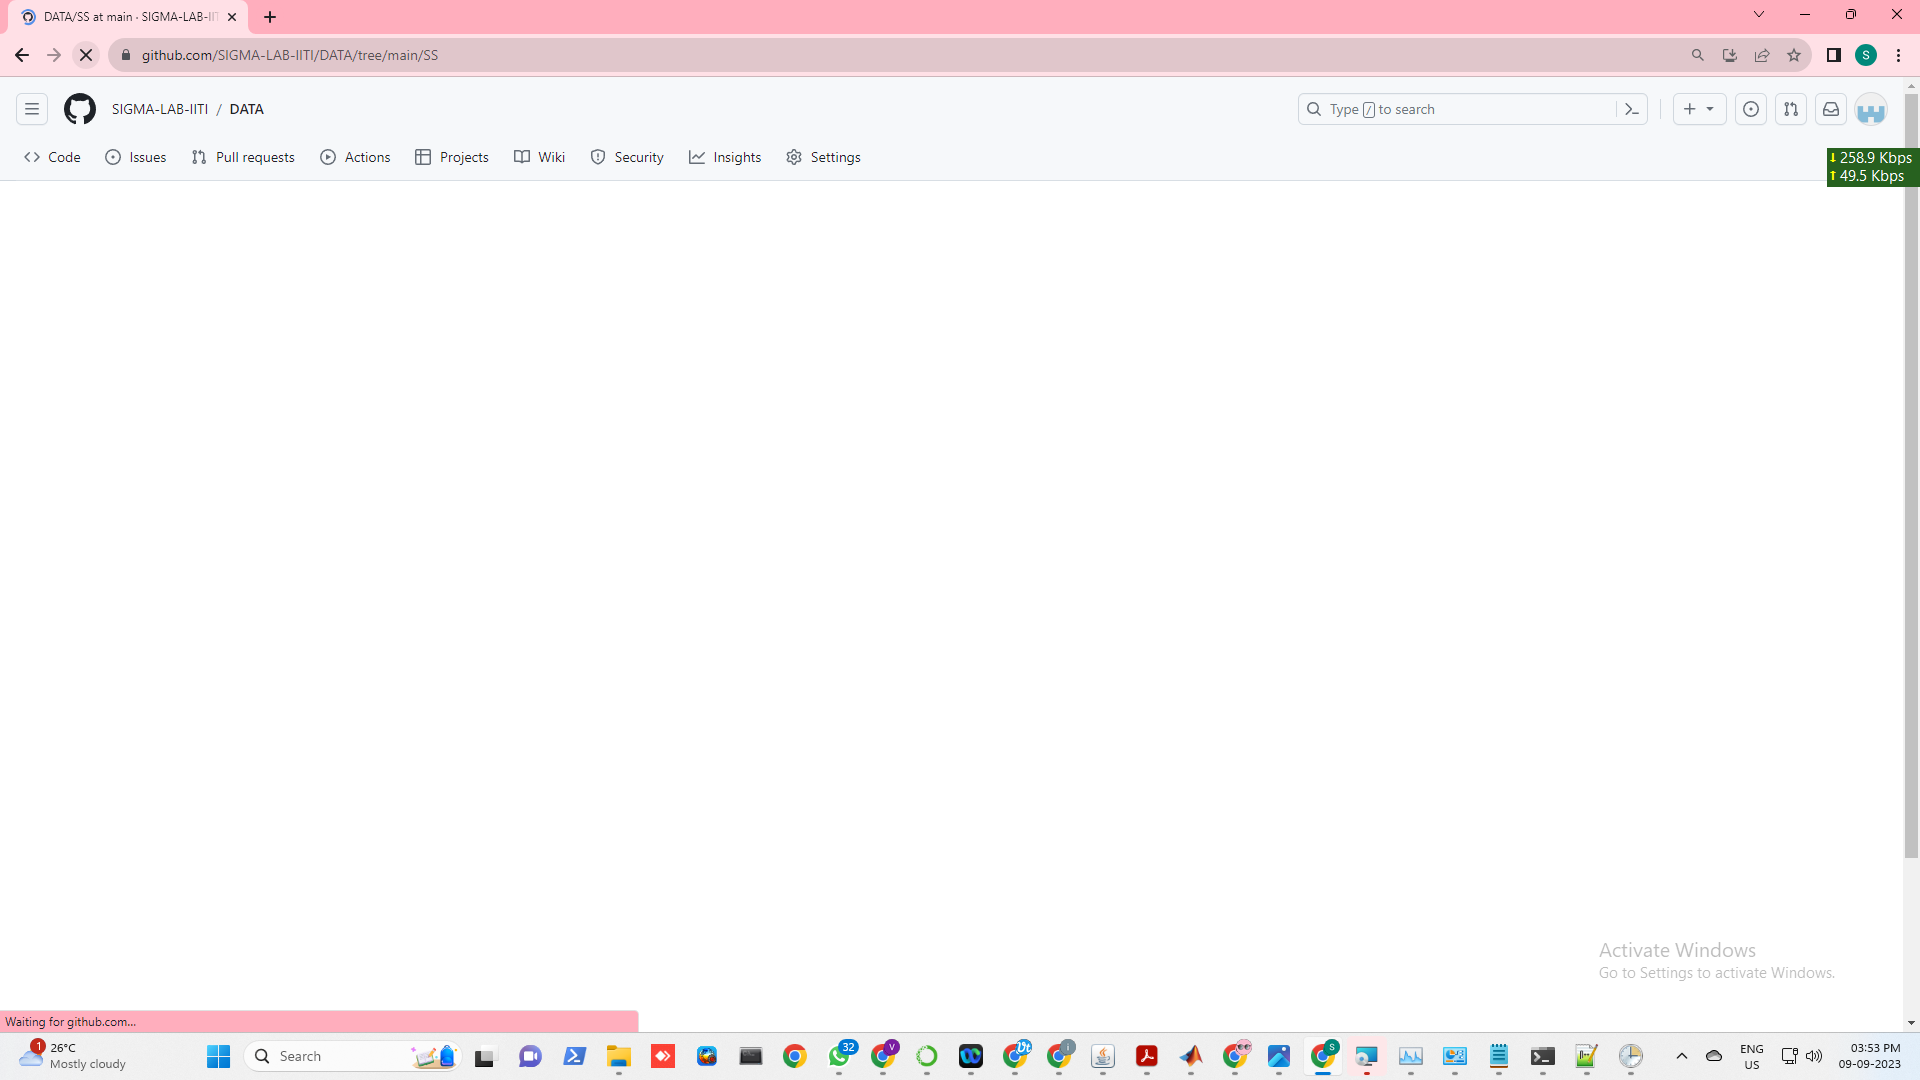 DATA/SS at main · SIGMA-LAB-IIT
github.com/SIGMA-LAB-IITI/DATA/tree/main/SS
S
SIGMA-LAB-IITI / DATA
Type / to search
Code Issues Pull requests Actions Projects Wiki Security Insights Settings
258.9 Kbps
49.5 Kbps
Activate Windows
Go to Settings to activate Windows.
Waiting for github.com...
1
26°C
Mostly cloudy
Search
32
V
i
S
ENG
US
03:53 PM
09-09-2023